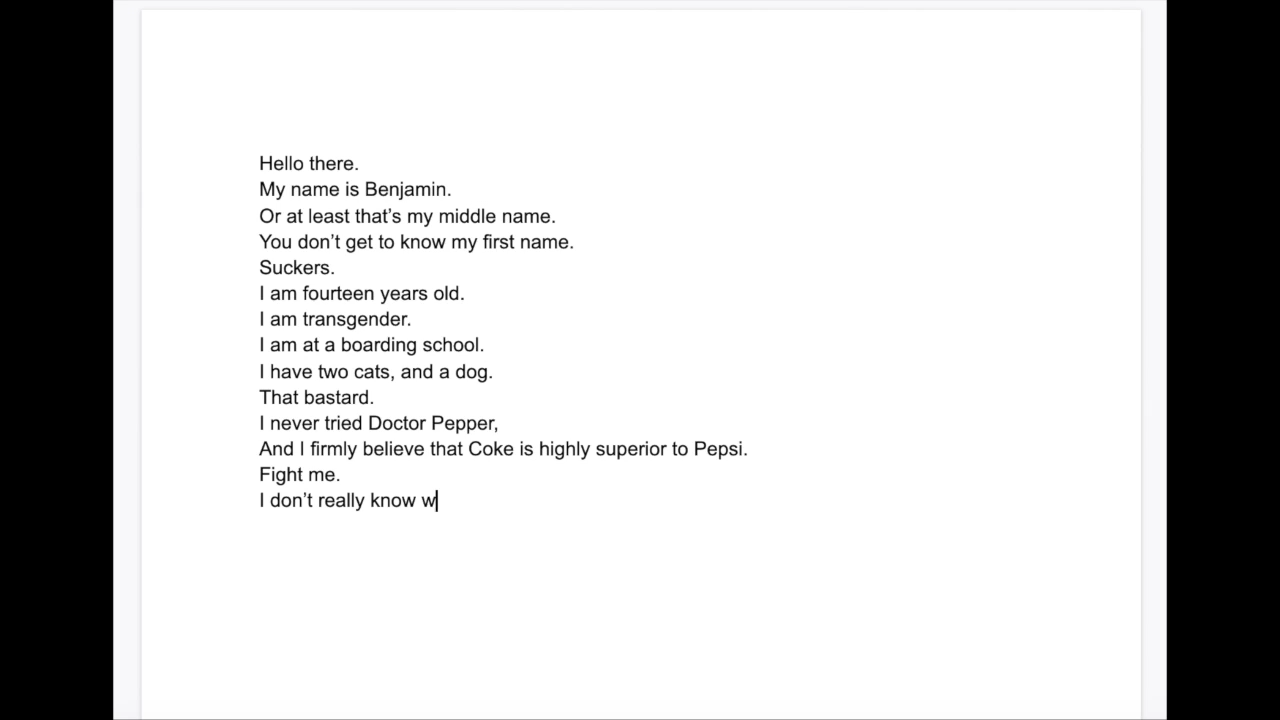 Hello there.
My name is Benjamin.
Or at least that’s my middle name.
You don’t get to know my first name.
Suckers.
I am fourteen years old.
I am transgender.
I am at a boarding school.
I have two cats, and a dog.
That bastard.
I never tried Doctor Pepper,
And I firmly believe that Coke is highly superior to Pepsi.
Fight me.
I don’t really know w